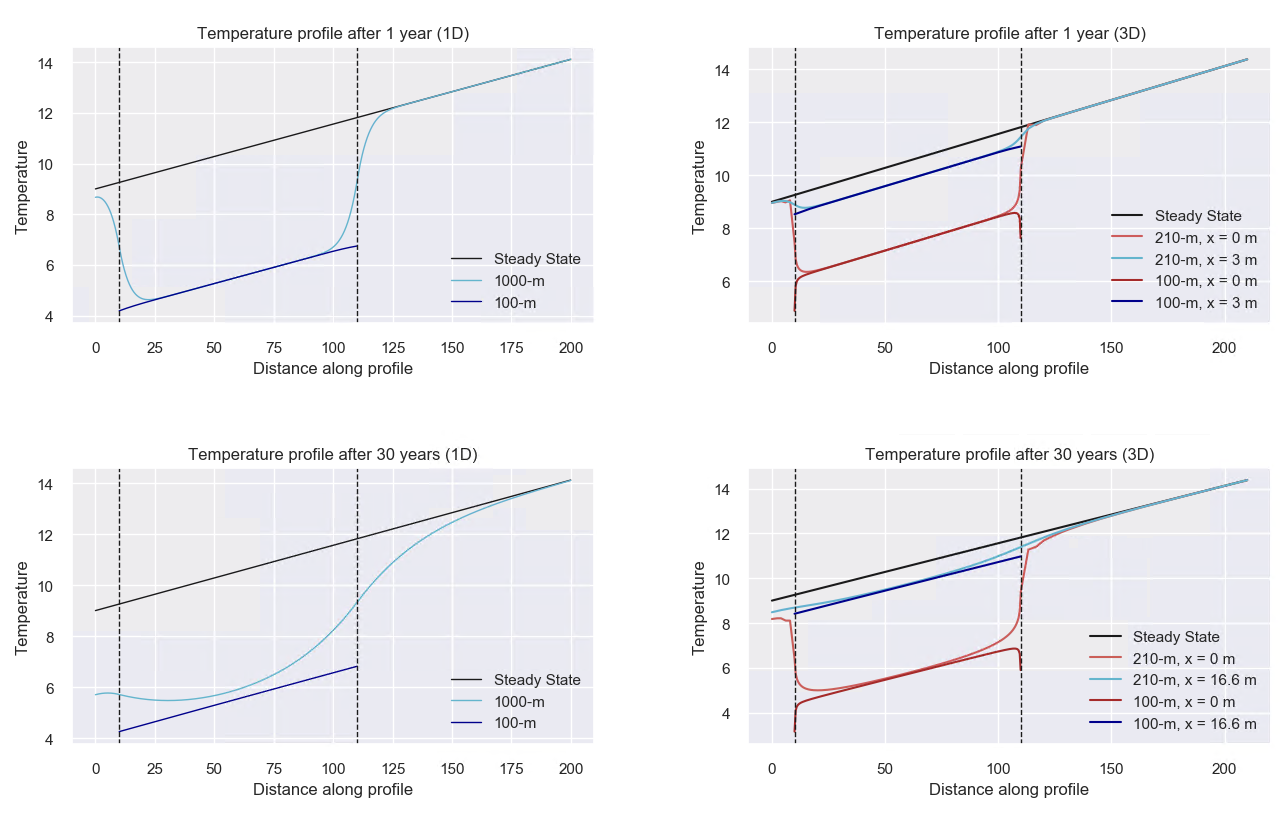 Temperature profile after 1 year (1D)
14
12
10
8
6
4
Temperature
Steady State
1000-m
100-m
0 25 50 75 100 125 150 175 200
Distance along profile
Temperature profile after 1 year (3D)
14
12
10
8
6
Temperature
Steady State
210-m, x = 0 m
210-m, x = 3 m
100-m, x = 0 m
100-m, x = 3 m
0 50 100 150 200
Distance along profile
Temperature profile after 30 years (1D)
14
12
10
8
6
4
Temperature
Steady State
1000-m
100-m
0 25 50 75 100 125 150 175 200
Distance along profile
Temperature profile after 30 years (3D)
14
12
10
8
6
4
Temperature
Steady State
210-m, x = 0 m
210-m, x = 16.6 m
100-m, x = 0 m
100-m, x = 16.6 m
0 50 100 150 200
Distance along profile